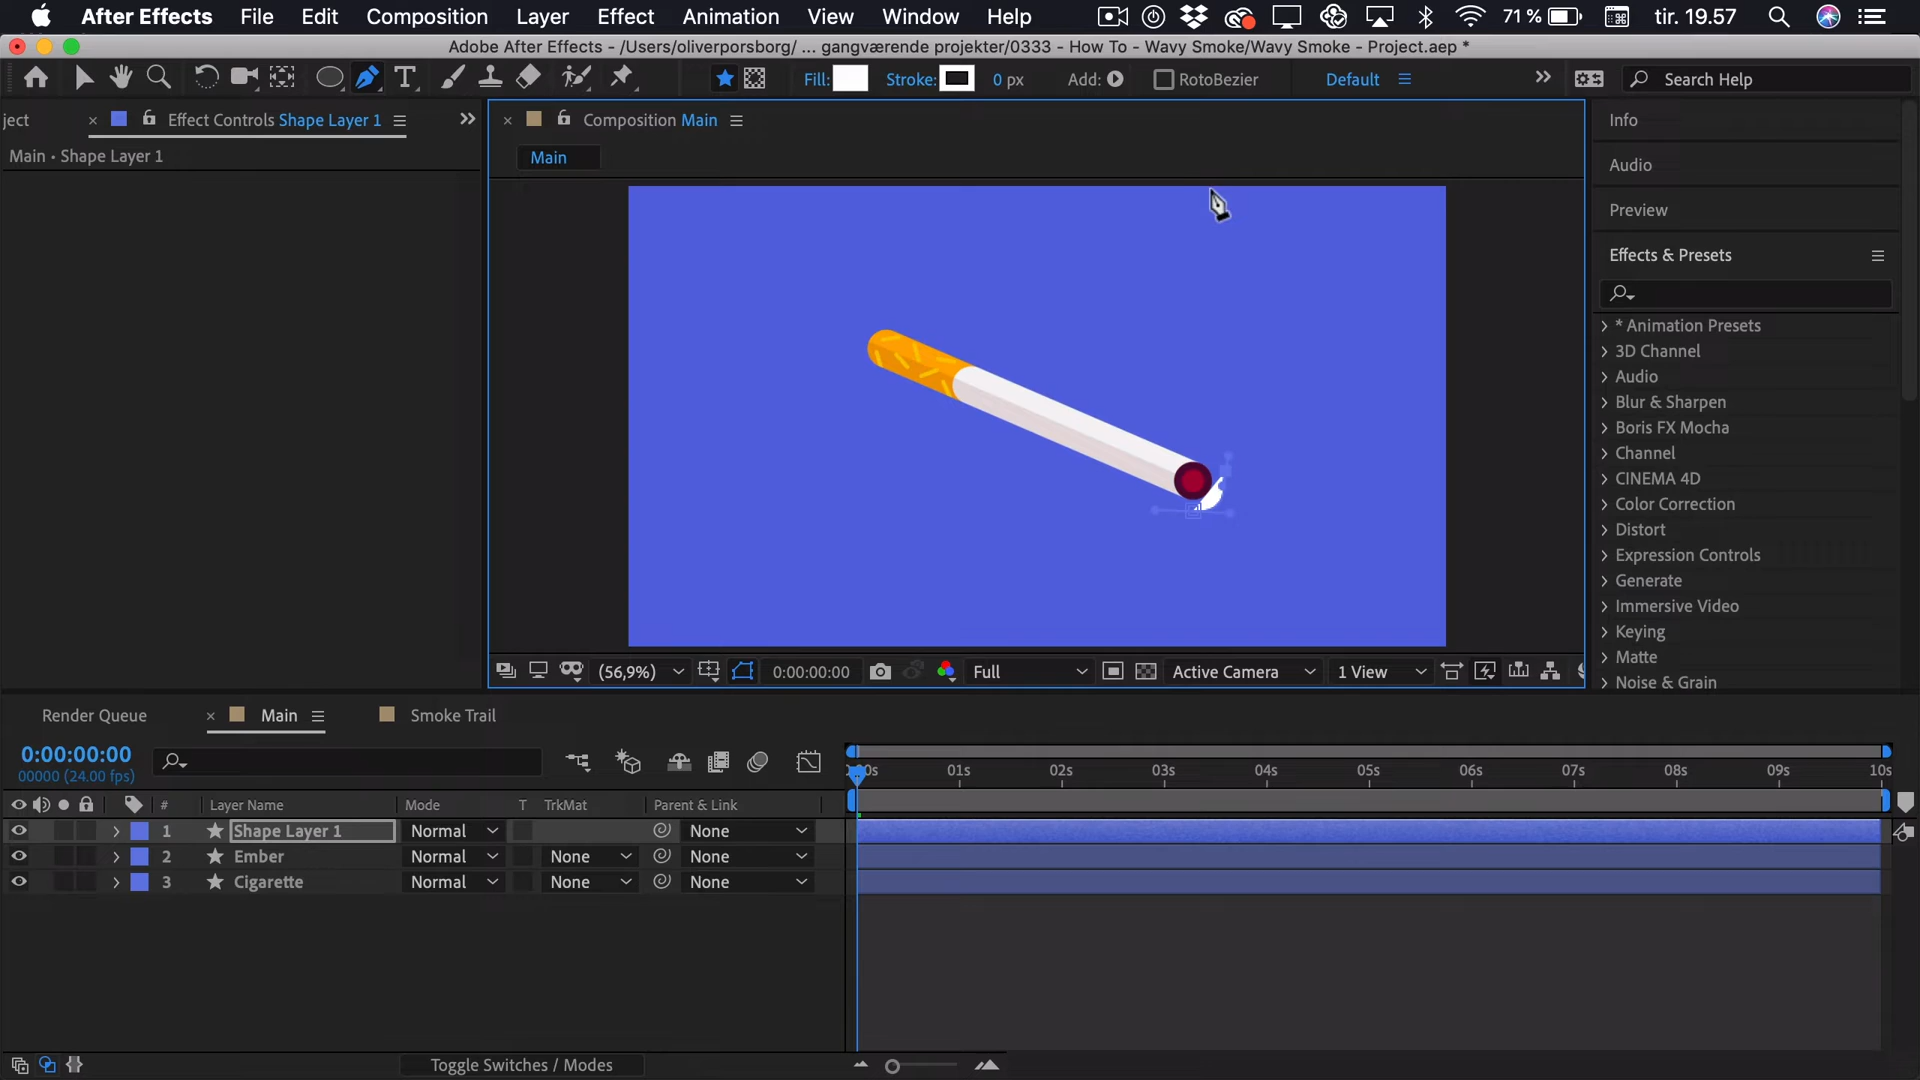 After Effects File Edit Composition Layer Effect Animation View Window Help 71 % tir. 19.57
Adobe After Effects - /Users/oliverporsborg/ ... gangværende projekter/0333 - How To - Wavy Smoke/Wavy Smoke - Project.aep *
T Fill: Stroke: 0 px Add: RotoBezier Default Search Help
ject Effect Controls Shape Layer 1
Main • Shape Layer 1
Composition Main
Main
Info
Audio
Preview
Effects & Presets
* Animation Presets
3D Channel
Audio
Blur & Sharpen
Boris FX Mocha
Channel
CINEMA 4D
Color Correction
Distort
Expression Controls
Generate
Immersive Video
Keying
Matte
Noise & Grain
(56,9%) 0:00:00:00 Full Active Camera 1 View
Render Queue Main Smoke Trail
0:00:00:00
00000 (24.00 fps)
00s 01s 02s 03s 04s 05s 06s 07s 08s 09s 10s
# Layer Name Mode T TrkMat Parent & Link
1 Shape Layer 1 Normal None
2 Ember Normal None None
3 Cigarette Normal None None
Toggle Switches / Modes